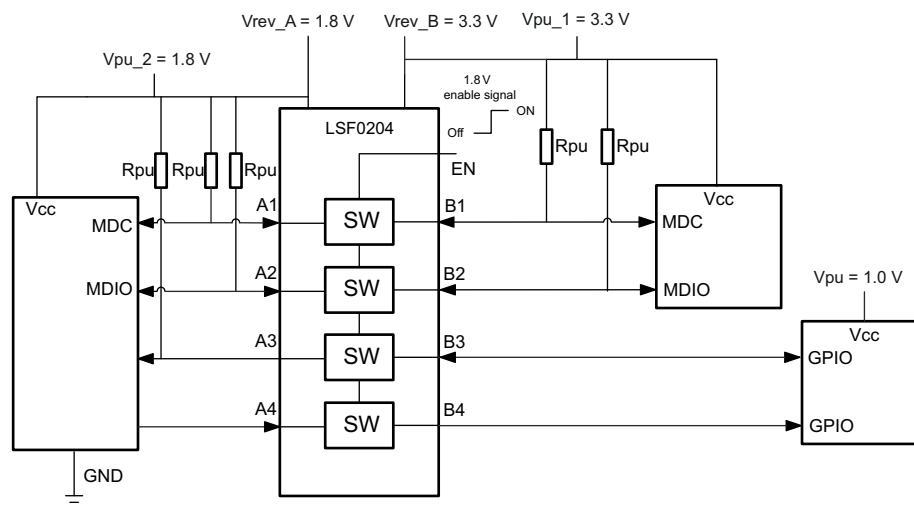 Vrev_A = 1.8 V
Vrev_B = 3.3 V
Vpu_1 = 3.3 V
Vpu_2 = 1.8 V
1.8 V
enable signal
ON
Off
LSF0204
EN
Rpu
Rpu
Rpu
Rpu
Rpu
Vcc
MDC
A1
SW
B1
Vcc
MDC
MDIO
A2
SW
B2
MDIO
Vpu = 1.0 V
A3
SW
B3
Vcc
GPIO
A4
SW
B4
GPIO
GND